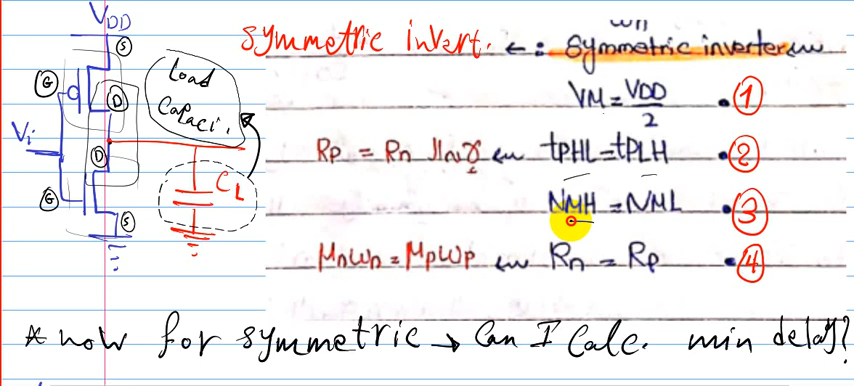 VDD
S
G
D
Vi
D
G
S
Load
Capaci.
CL
symmetric invert. ← : Symmetric inverter
VM = VDD/2 • 1
Rp = Rn ← tPHL = tPLH • 2
NMH = NML • 3
μnwn = μpwp ← Rn = Rp • 4
* now for symmetric → Can I Calc. min delay?